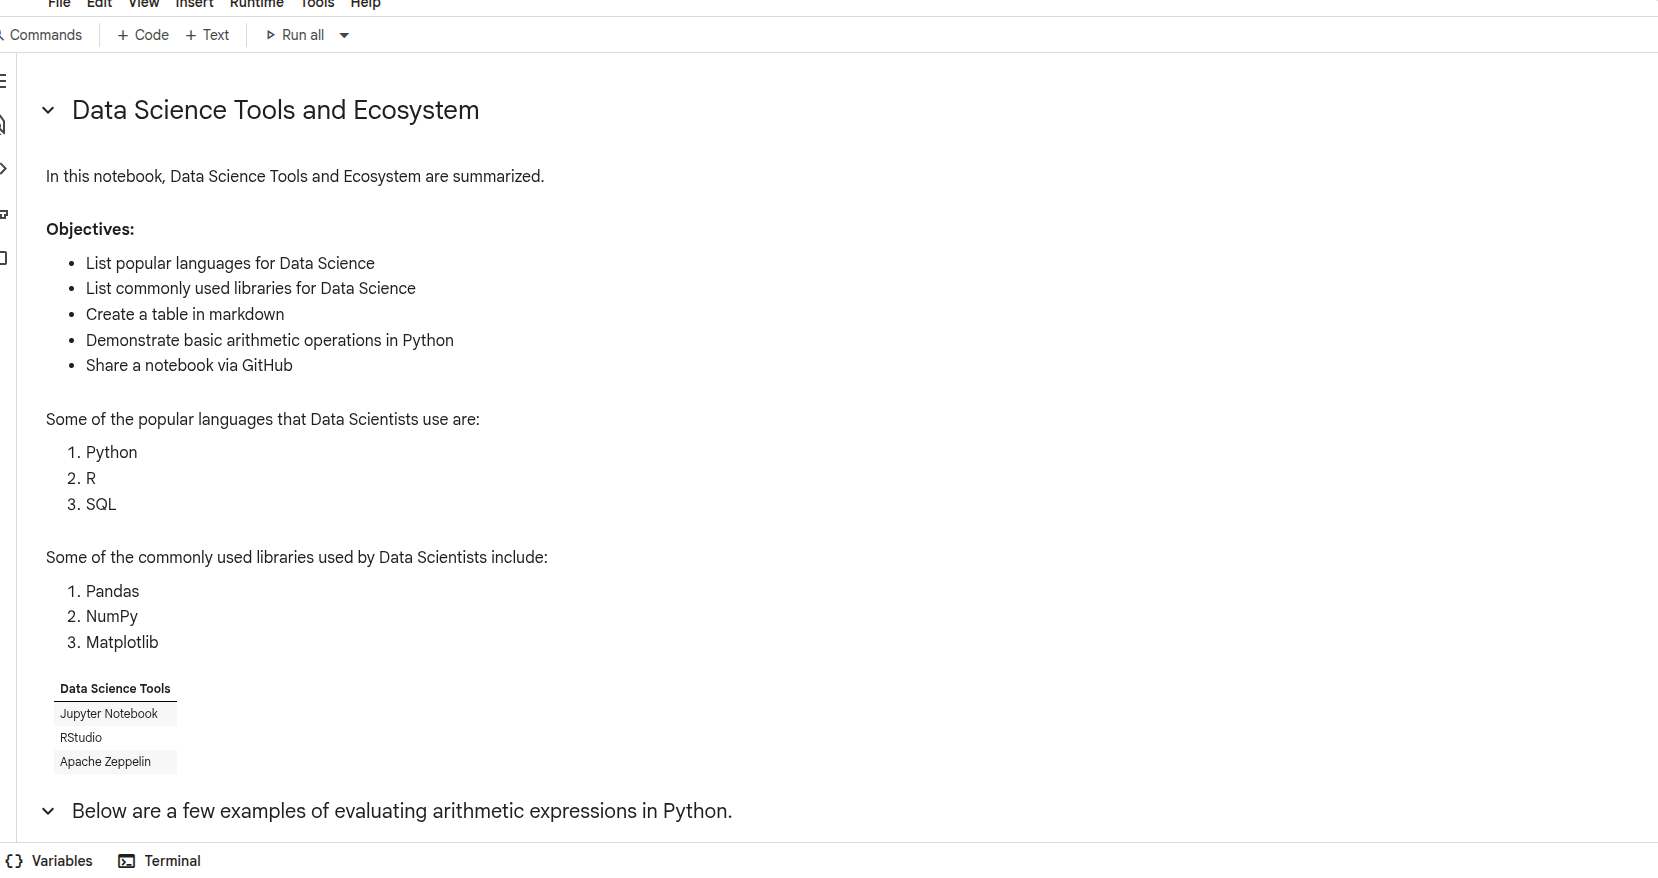 File Edit View Insert Runtime Tools Help
Commands + Code + Text Run all
Data Science Tools and Ecosystem
In this notebook, Data Science Tools and Ecosystem are summarized.
Objectives:
• List popular languages for Data Science
• List commonly used libraries for Data Science
• Create a table in markdown
• Demonstrate basic arithmetic operations in Python
• Share a notebook via GitHub
Some of the popular languages that Data Scientists use are:
1. Python
2. R
3. SQL
Some of the commonly used libraries used by Data Scientists include:
1. Pandas
2. NumPy
3. Matplotlib
Data Science Tools
Jupyter Notebook
RStudio
Apache Zeppelin
Below are a few examples of evaluating arithmetic expressions in Python.
Variables Terminal